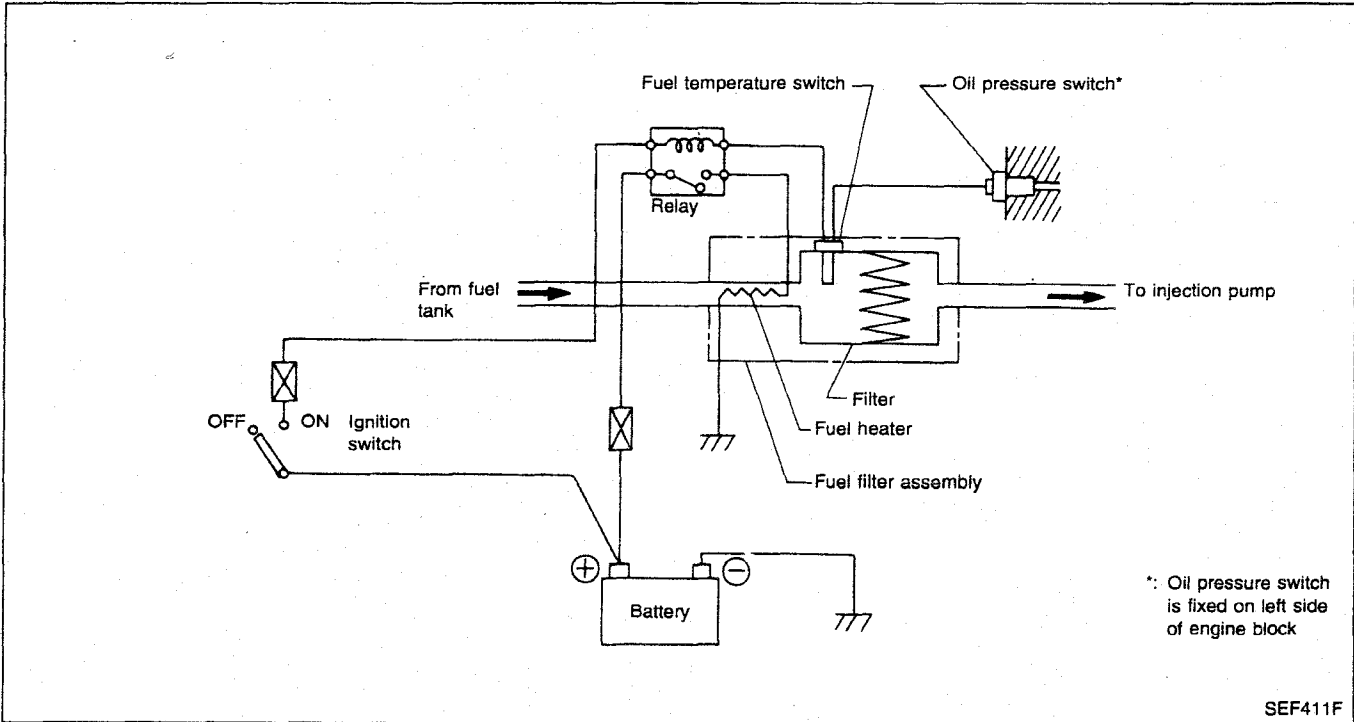 Fuel temperature switch
Oil pressure switch*
Relay
From fuel
tank
To injection pump
OFF
ON
Ignition
switch
Filter
Fuel heater
Fuel filter assembly
+
−
Battery
*: Oil pressure switch
is fixed on left side
of engine block
SEF411F